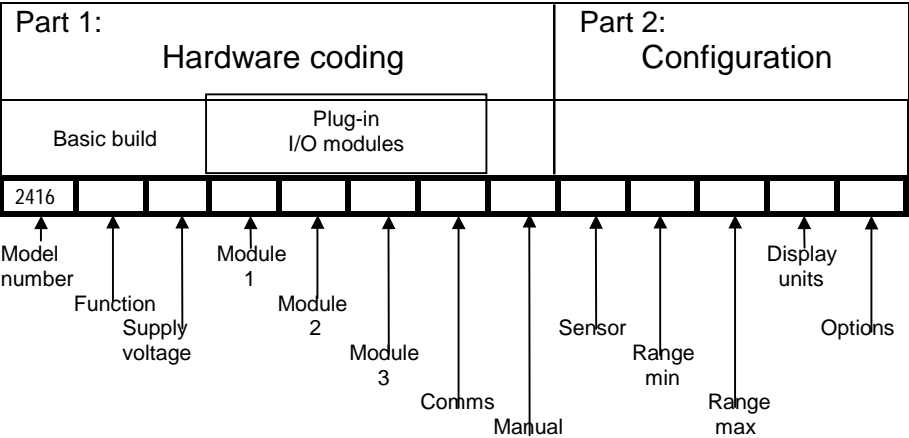 Part 1:
Hardware coding
Part 2:
Configuration
Basic build
Plug-in
I/O modules
2416
Model
number
Function
Supply
voltage
Module
1
Module
2
Module
3
Comms
Manual
Sensor
Range
min
Range
max
Display
units
Options